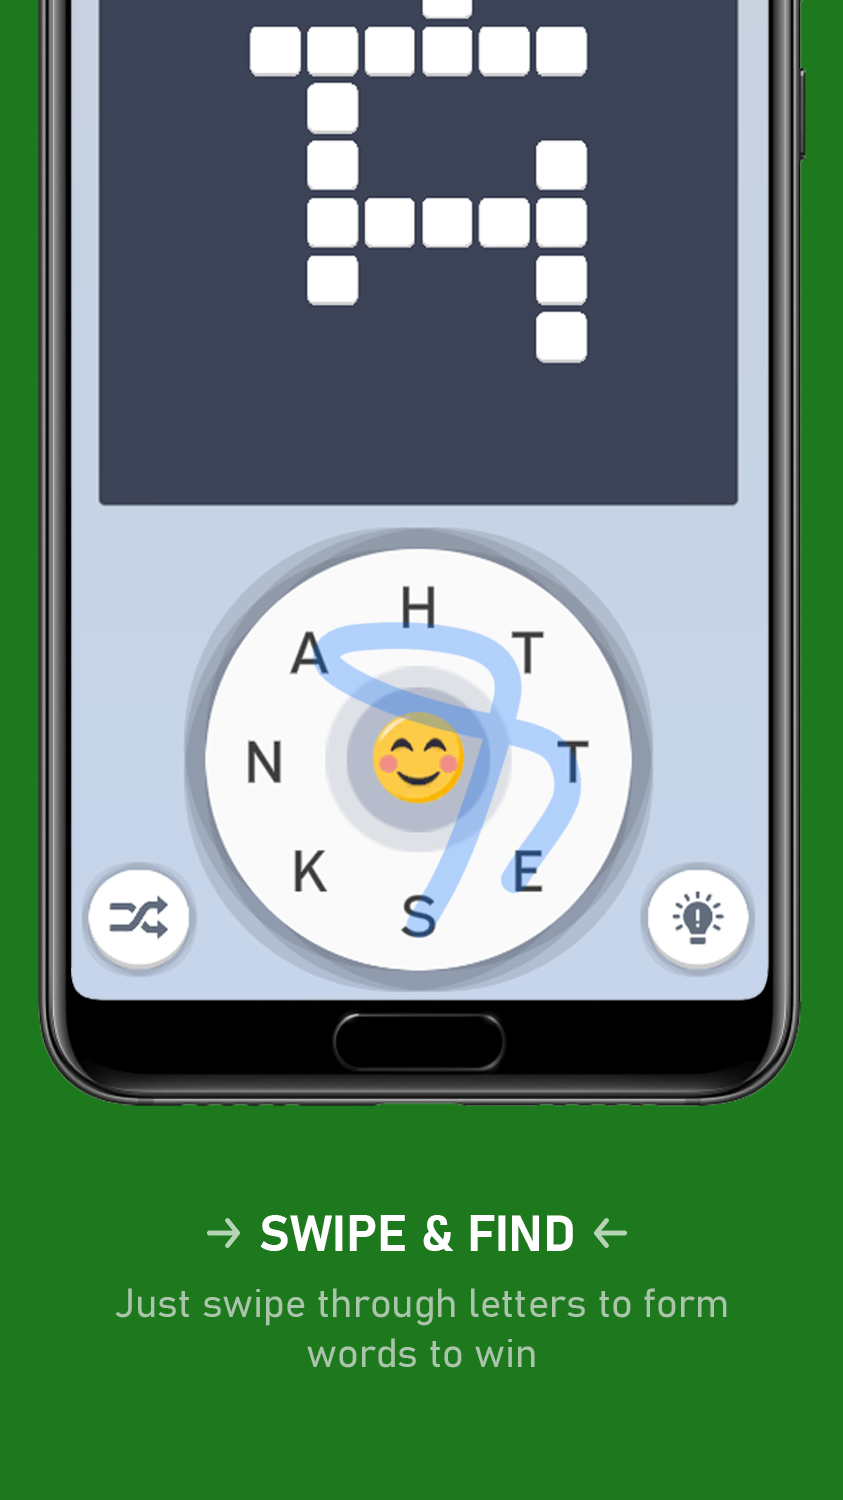 H
A T
N T
K E
S
→ SWIPE & FIND ←
Just swipe through letters to form
words to win